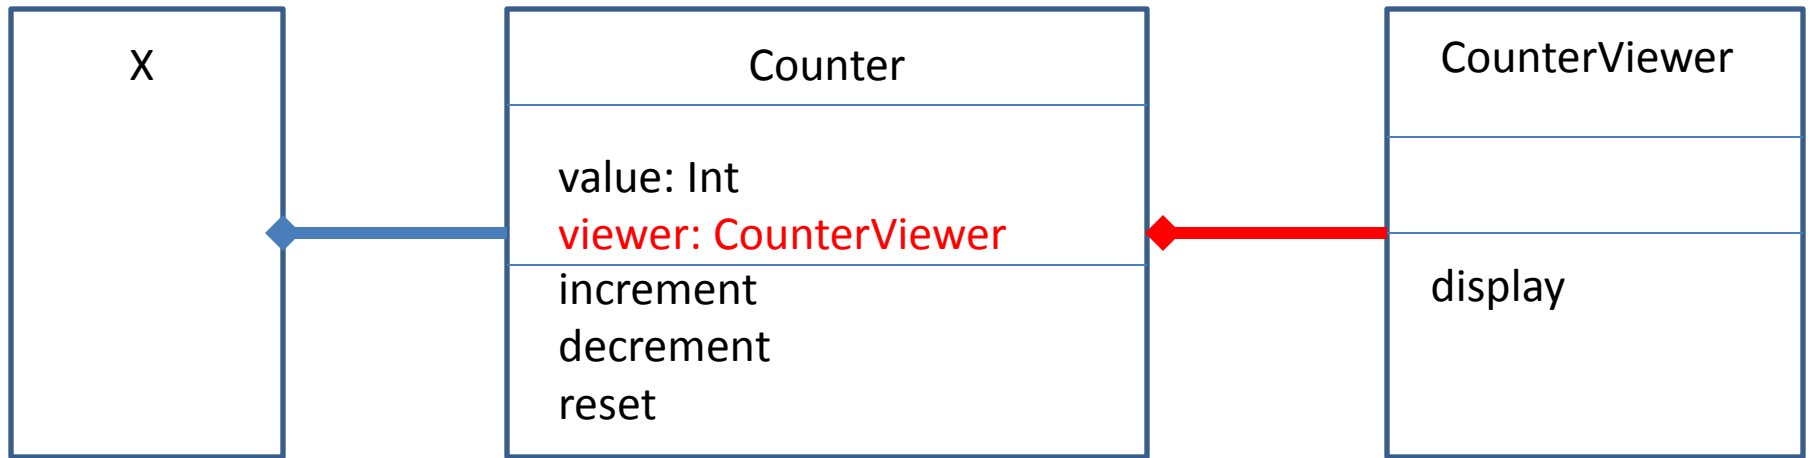 X
Counter
value: Int
viewer: CounterViewer
increment
decrement
reset
CounterViewer
display